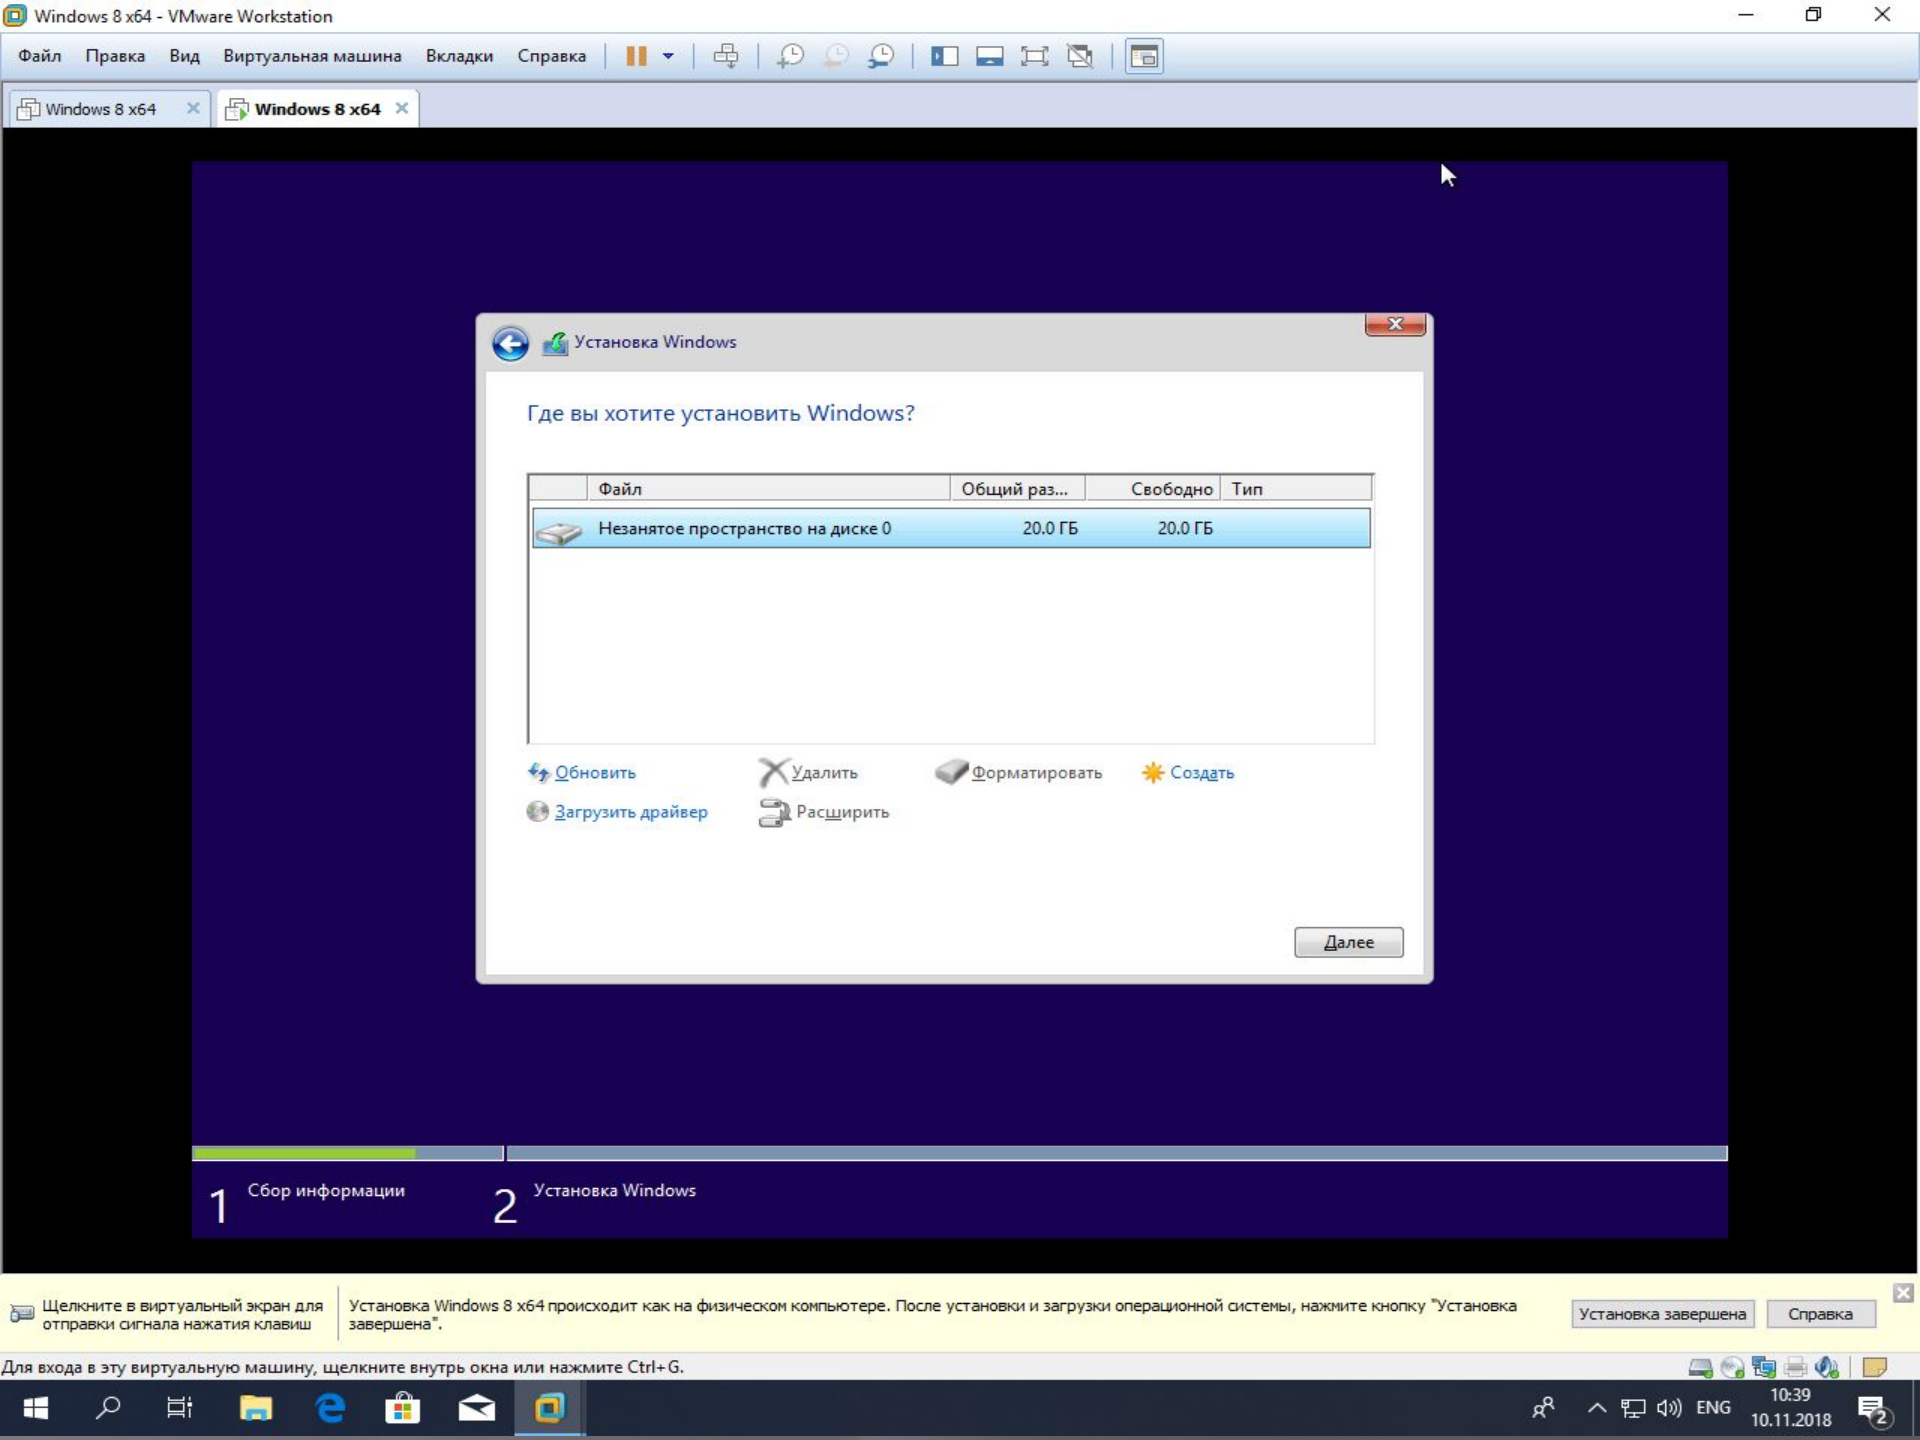 Windows 8 x64 - VMware Workstation
Файл Правка Вид Виртуальная машина Вкладки Справка
Windows 8 x64 Windows 8 x64
Установка Windows
Где вы хотите установить Windows?
Файл Общий раз... Свободно Тип
Незанятое пространство на диске 0 20.0 ГБ 20.0 ГБ
Обновить Удалить Форматировать Создать
Загрузить драйвер Расширить
Далее
1 Сбор информации 2 Установка Windows
Щелкните в виртуальный экран для
отправки сигнала нажатия клавиш
Установка Windows 8 x64 происходит как на физическом компьютере. После установки и загрузки операционной системы, нажмите кнопку "Установка
завершена".
Установка завершена Справка
Для входа в эту виртуальную машину, щелкните внутрь окна или нажмите Ctrl+G.
ENG 10:39
10.11.2018 2